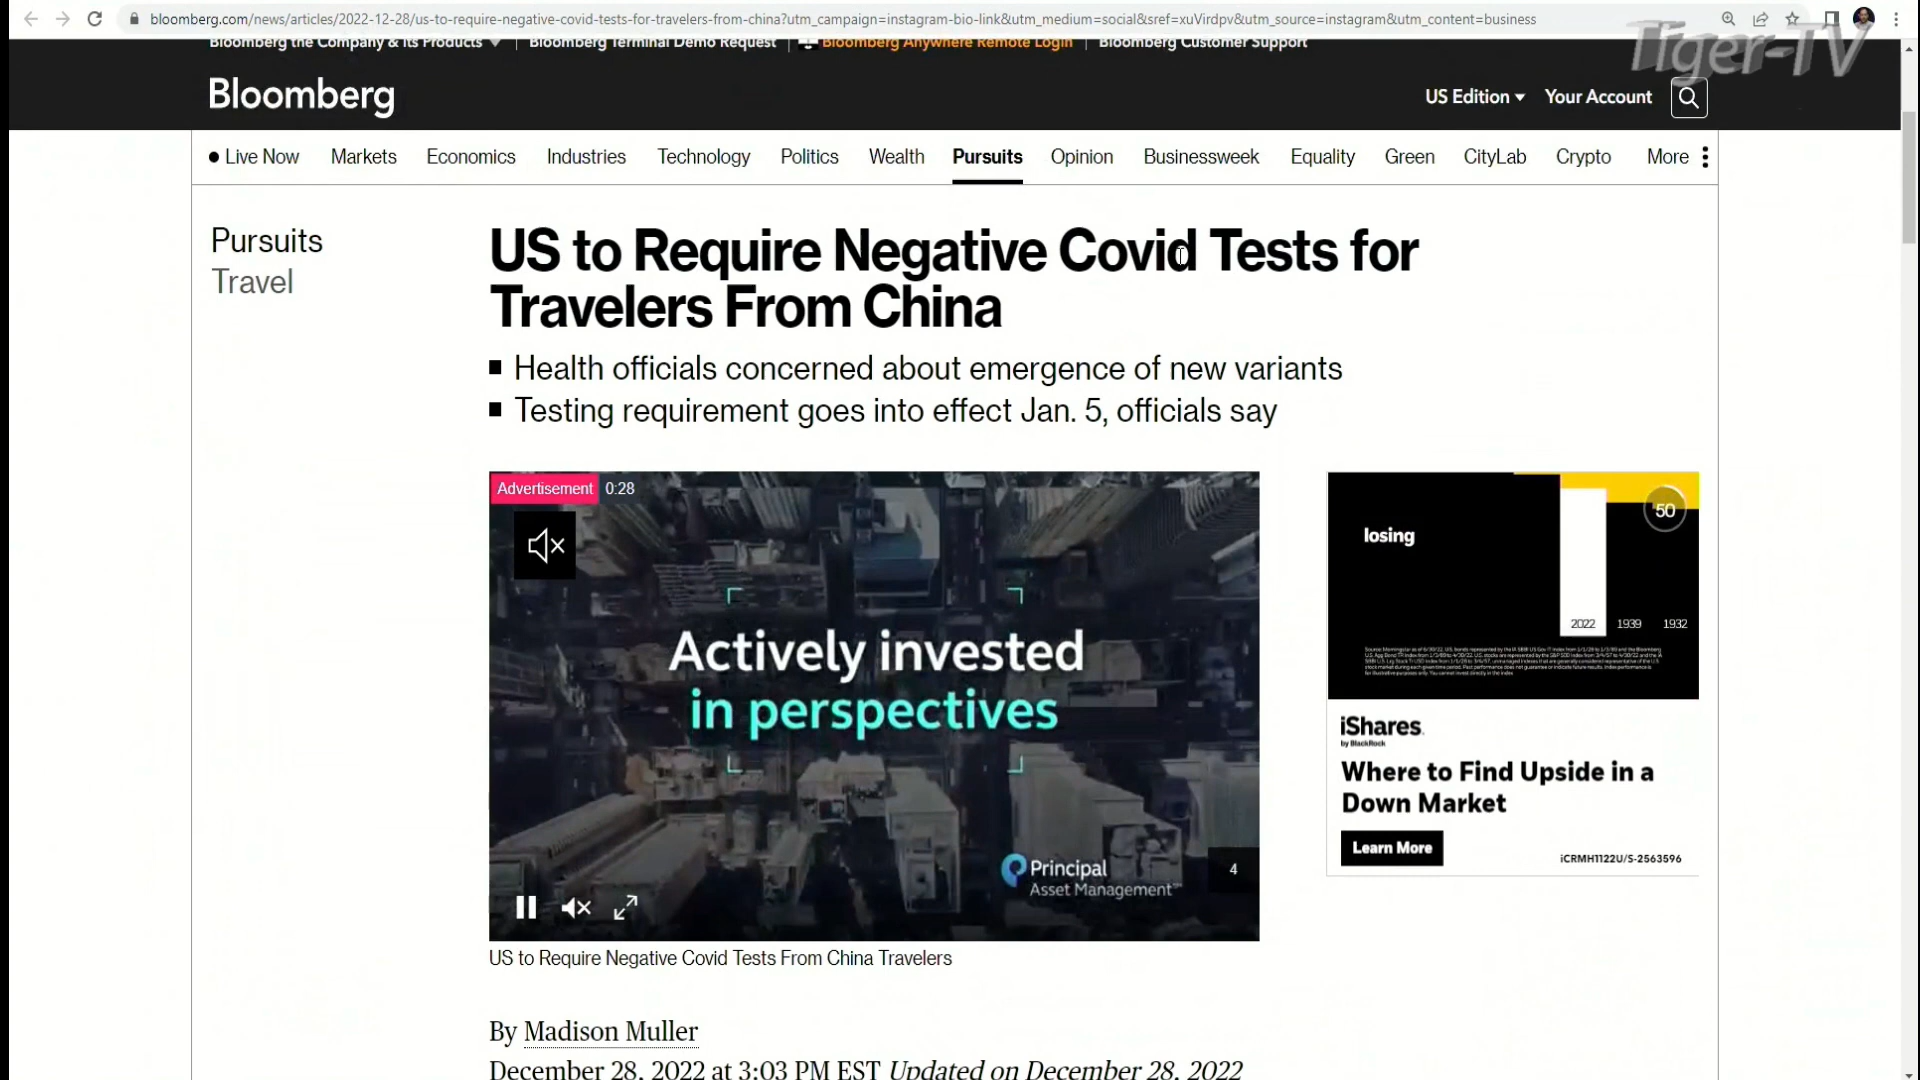 bloomberg.com/news/articles/2022-12-28/us-to-require-negative-covid-tests-for-travelers-from-china?utm_campaign=instagram-bio-link&utm_medium=social&sref=xuVirdpv&utm_source=instagram&utm_content=business
Tiger-TV
Bloomberg the Company & Its Products Bloomberg Terminal Demo Request Bloomberg Anywhere Remote Login Bloomberg Customer Support
Bloomberg US Edition Your Account
Live Now Markets Economics Industries Technology Politics Wealth Pursuits Opinion Businessweek Equality Green CityLab Crypto More
Pursuits
Travel
US to Require Negative Covid Tests for
Travelers From China
■ Health officials concerned about emergence of new variants
■ Testing requirement goes into effect Jan. 5, officials say
Advertisement 0:28
Actively invested
in perspectives
Principal
Asset Management
4
50
losing
2022 1939 1932
iShares.
by BlackRock
Where to Find Upside in a
Down Market
Learn More
iCRMH1122U/S-2563596
US to Require Negative Covid Tests From China Travelers
By Madison Muller
December 28, 2022 at 3:03 PM EST Updated on December 28, 2022